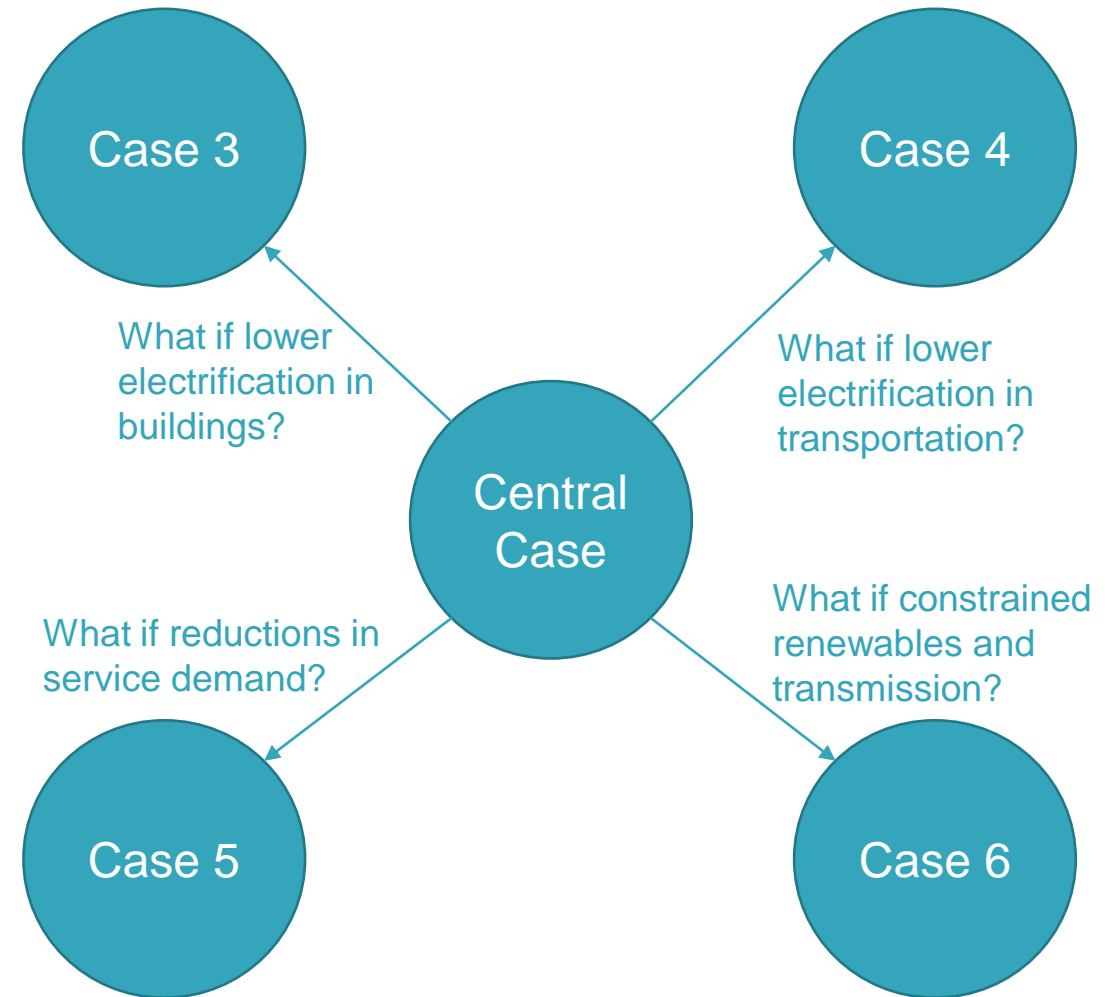 Case 3
Case 4
What if lower
electrification in
buildings?
What if lower
electrification in
transportation?
Central
Case
What if reductions in
service demand?
What if constrained
renewables and
transmission?
Case 5
Case 6